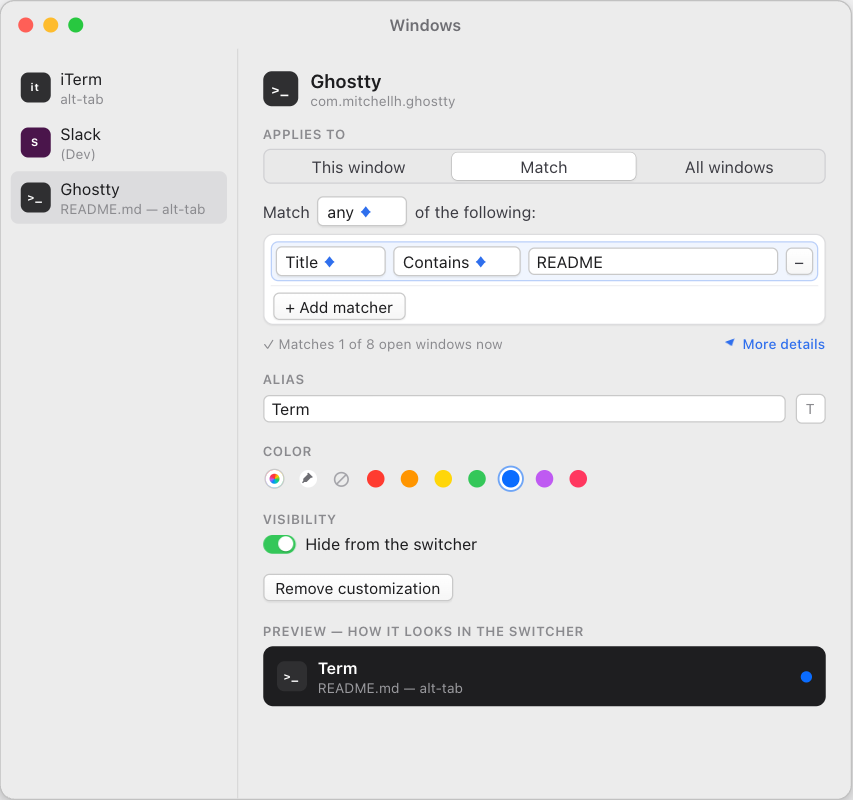 Windows
it
iTerm
alt-tab
S
Slack
(Dev)
>_
Ghostty
README.md — alt-tab
>_
Ghostty
com.mitchellh.ghostty
APPLIES TO
This window Match All windows
Match any of the following:
Title Contains README –
+ Add matcher
✓ Matches 1 of 8 open windows now More details
ALIAS
Term T
COLOR
VISIBILITY
Hide from the switcher
Remove customization
PREVIEW — HOW IT LOOKS IN THE SWITCHER
>_
Term
README.md — alt-tab